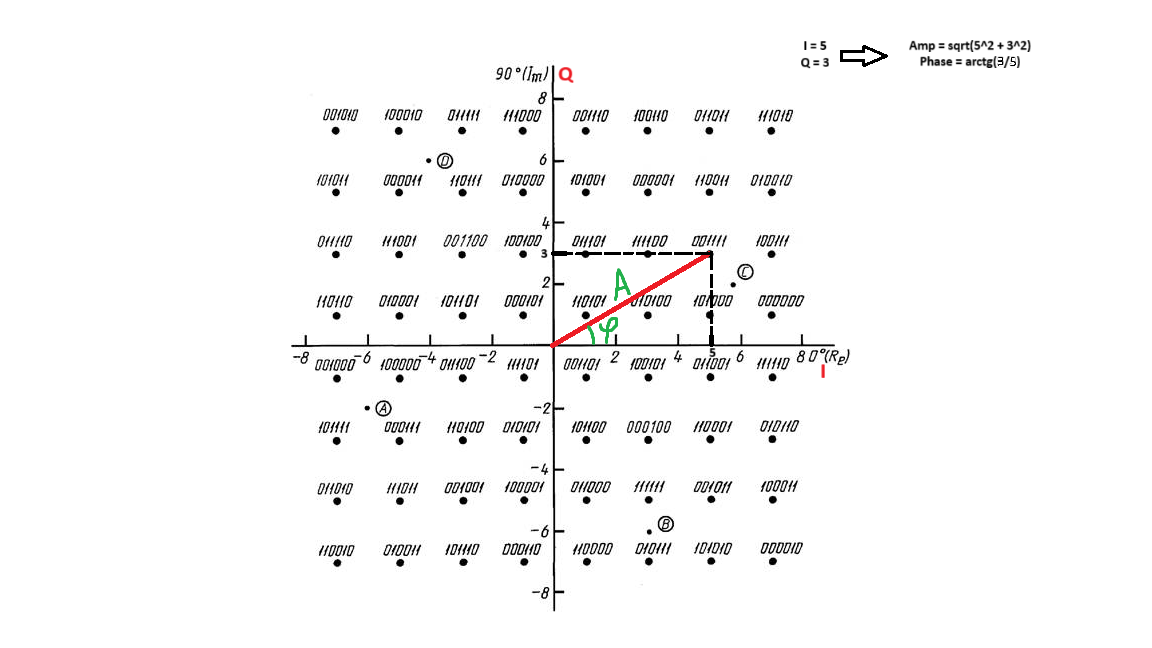 I = 5
Q = 3
Amp = sqrt(5^2 + 3^2)
Phase = arctg(3/5)
90°(Im) Q
8
001010 100010 011111 111000 001110 100110 011011 111010
6
D
101011 000011 110111 010000 101001 000001 110011 010010
4
011110 111001 001100 100100 011101 111100 001111 100111
3
C
A
2
110110 010001 101101 000101 110101 010100 101000 000000
φ
-8 -6 -4 -2 2 4 5 6 8 0°(Re)
I
001000 100000 011100 11101 001101 100101 011001 111110
-2
A
101111 000111 110100 010101 101100 000100 110001 010110
-4
011010 111011 001001 100001 011000 111111 001011 100011
-6
B
110010 010011 101110 000110 110000 010111 101010 000010
-8